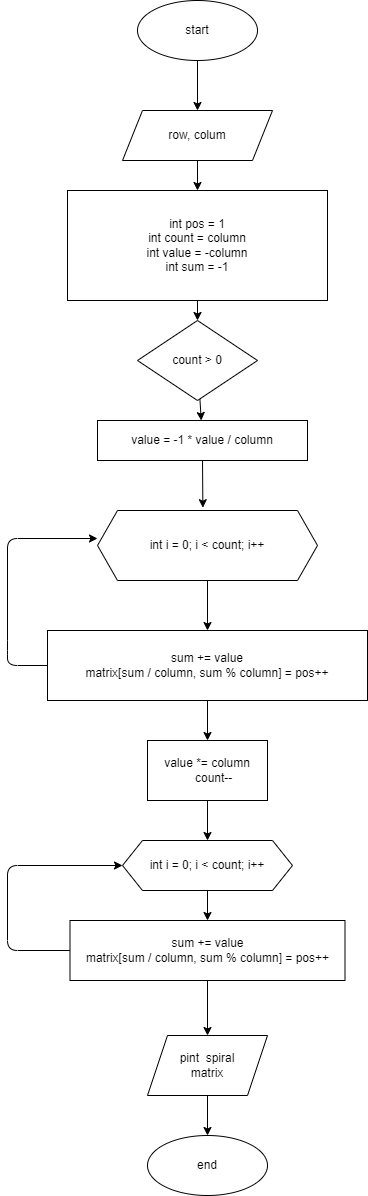 start
row, colum
int pos = 1
int count = column
int value = -column
int sum = -1
count > 0
value = -1 * value / column
int i = 0; i < count; i++
sum += value
matrix[sum / column, sum % column] = pos++
value *= column
count--
int i = 0; i < count; i++
sum += value
matrix[sum / column, sum % column] = pos++
pint spiral
matrix
end